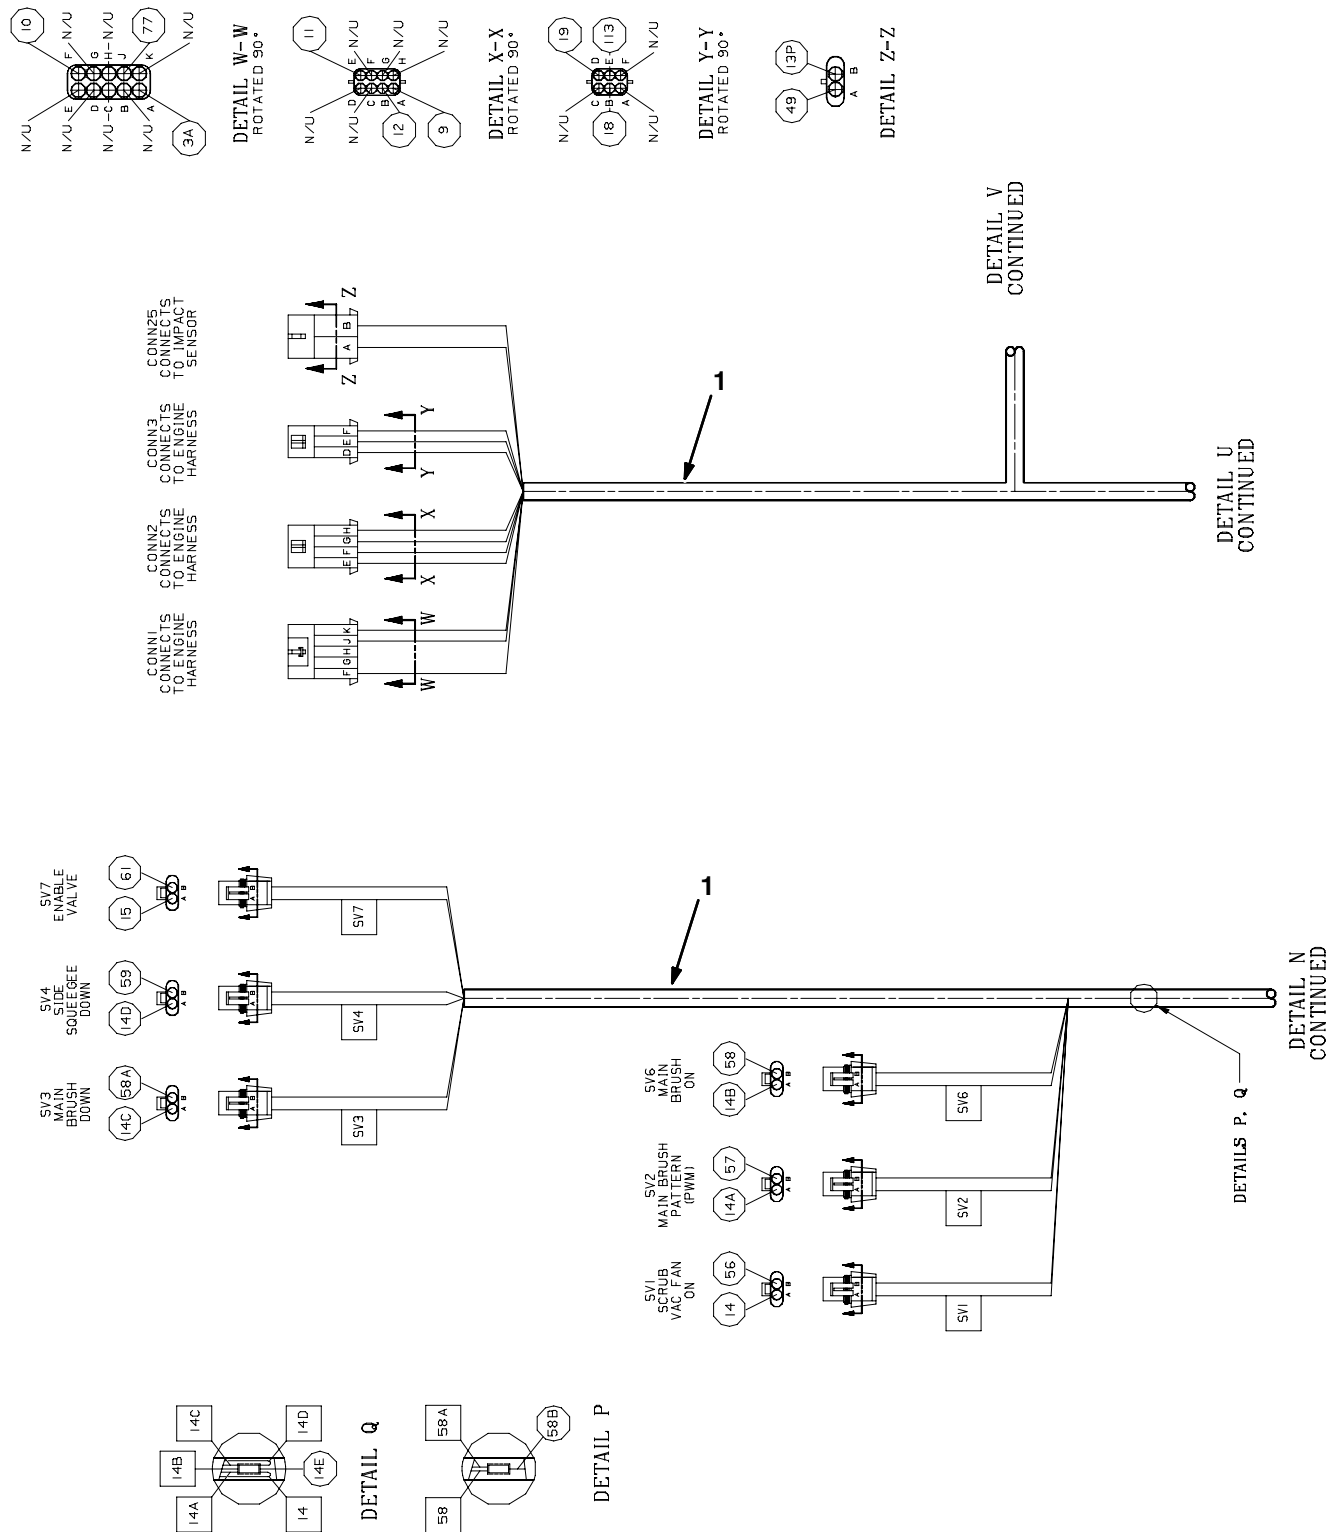 10
N/U
N/U
77
N/U
F
G
H
J
K
E
D
C
B
A
N/U
N/U
N/U
N/U
3A
DETAIL W-W
ROTATED 90°
11
N/U
N/U
N/U
E
F
G
H
D
C
B
A
N/U
N/U
12
9
DETAIL X-X
ROTATED 90°
19
113
N/U
D
E
F
C
B
A
N/U
18
N/U
DETAIL Y-Y
ROTATED 90°
49
13P
A
B
DETAIL Z-Z
CONN1
CONNECTS
TO ENGINE
HARNESS
F G H J K
W
W
CONN2
CONNECTS
TO ENGINE
HARNESS
E F G H
X
X
CONN3
CONNECTS
TO ENGINE
HARNESS
D E F
Y
Y
CONN25
CONNECTS
TO IMPACT
SENSOR
A B
Z
Z
1
DETAIL V
CONTINUED
DETAIL U
CONTINUED
SV3
MAIN
BRUSH
DOWN
14C
58A
A
B
A B
SV3
SV4
SIDE
SQUEEGEE
DOWN
14D
59
A
B
A B
SV4
SV7
ENABLE
VALVE
15
61
A
B
A B
SV7
1
SV1
SCRUB
VAC FAN
ON
14
56
A
B
A B
SV1
SV2
MAIN BRUSH
PATTERN
(PWM)
14A
57
A
B
A B
SV2
SV6
MAIN
BRUSH
ON
14B
58
A
B
A B
SV6
DETAILS P, Q
DETAIL N
CONTINUED
14A
14B
14C
14
14E
14D
DETAIL Q
58
58A
58B
DETAIL P